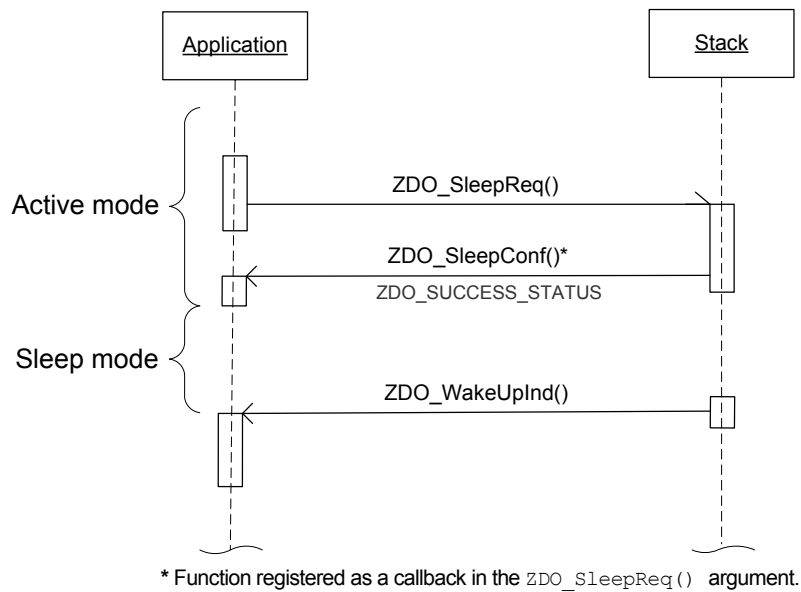 Application
Stack
Active mode
ZDO_SleepReq()
ZDO_SleepConf()*
ZDO_SUCCESS_STATUS
Sleep mode
ZDO_WakeUpInd()
* Function registered as a callback in the ZDO_SleepReq() argument.